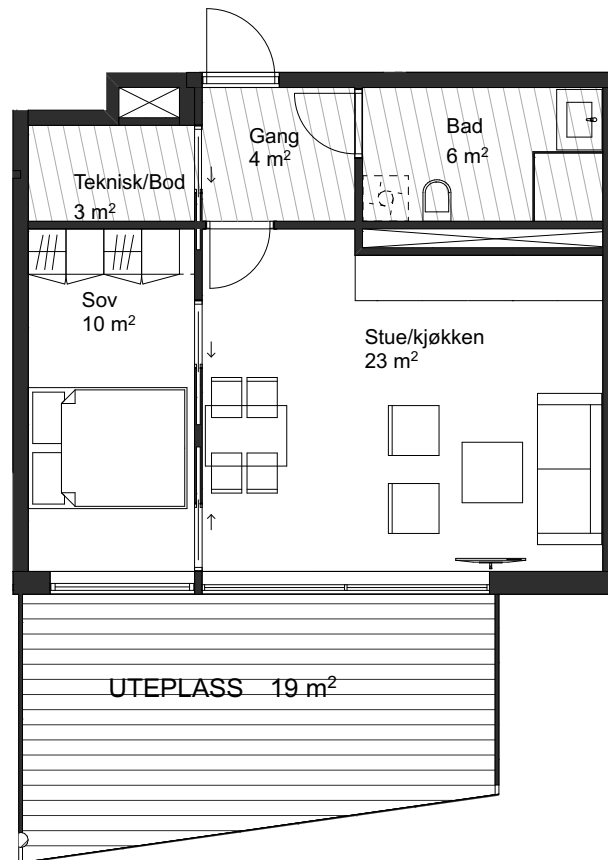 Gang
4 m²
Bad
6 m²
Teknisk/Bod
3 m²
Sov
10 m²
Stue/kjøkken
23 m²
UTEPLASS 19 m²